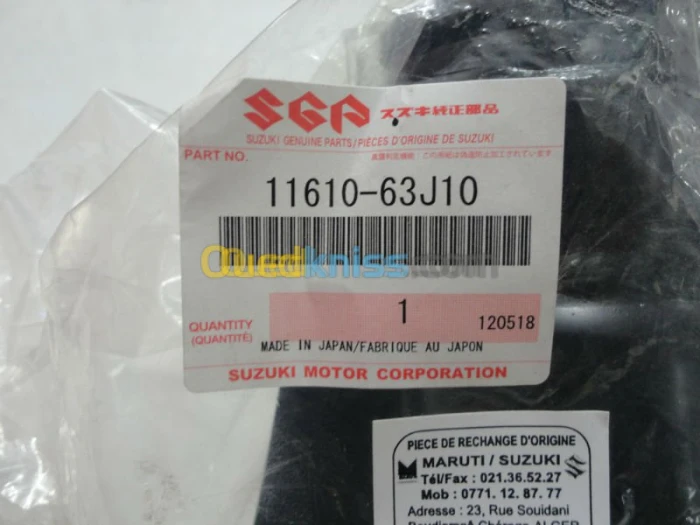 SGP スズキ純正部品
SUZUKI GENUINE PARTS/PIÈCES D'ORIGINE DE SUZUKI
PART NO.
11610-63J10
Ouedkniss.com
QUANTITY
(QUANTITÉ)
1
120518
MADE IN JAPAN/FABRIQUE AU JAPON
SUZUKI MOTOR CORPORATION
PIECE DE RECHANGE D'ORIGINE
MARUTI / SUZUKI
Tél/Fax : 021.36.52.27
Mob : 0771. 12. 87. 77
Adresse : 23, Rue Souidani